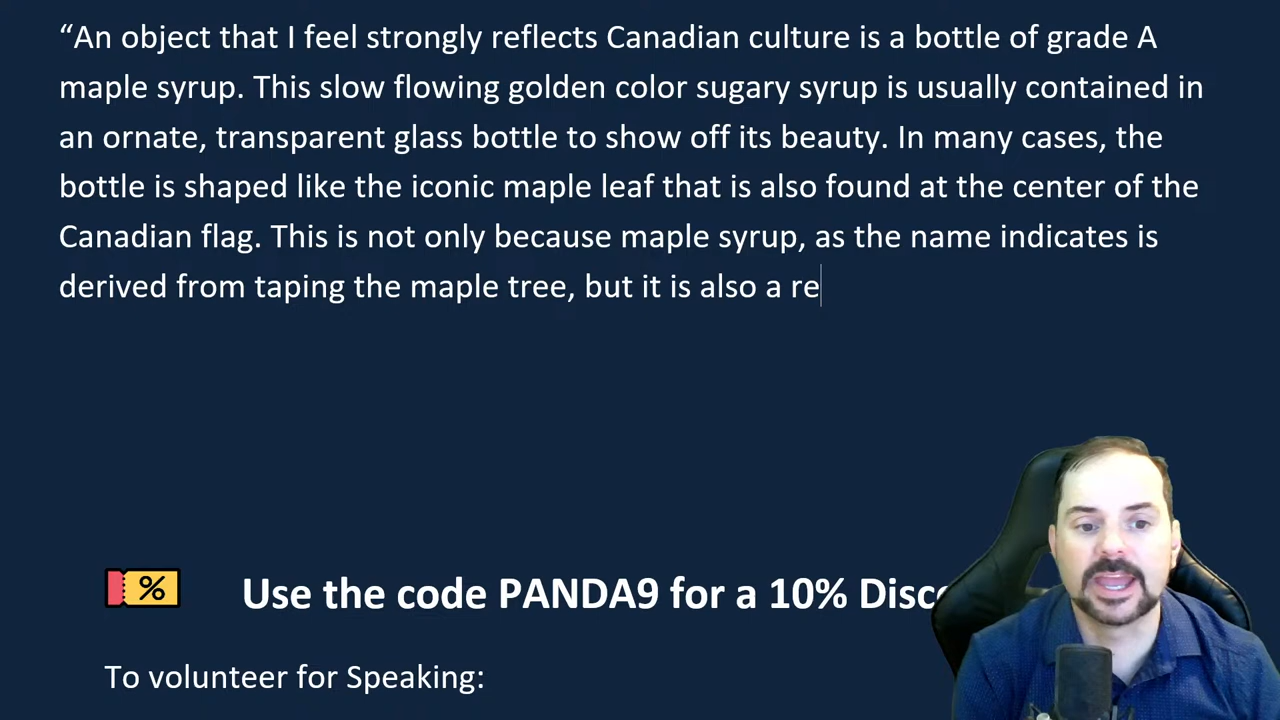 “An object that I feel strongly reflects Canadian culture is a bottle of grade A
maple syrup. This slow flowing golden color sugary syrup is usually contained in
an ornate, transparent glass bottle to show off its beauty. In many cases, the
bottle is shaped like the iconic maple leaf that is also found at the center of the
Canadian flag. This is not only because maple syrup, as the name indicates is
derived from taping the maple tree, but it is also a re
% Use the code PANDA9 for a 10%
To volunteer for Speaking: